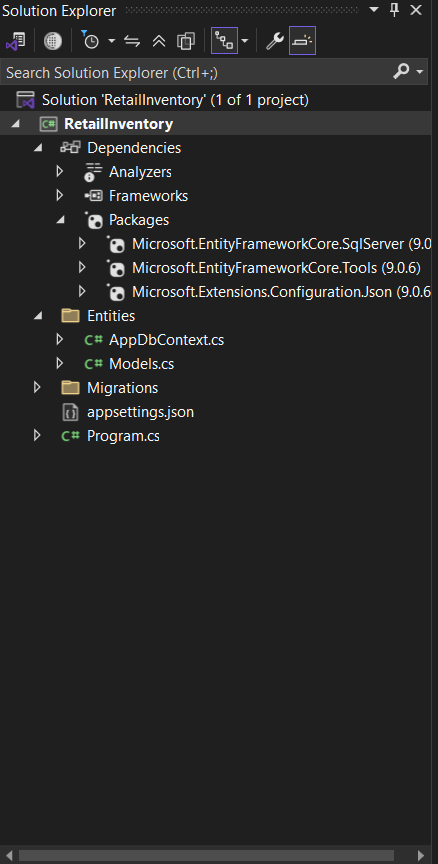 Solution Explorer
Search Solution Explorer (Ctrl+;)
Solution 'RetailInventory' (1 of 1 project)
C# RetailInventory
Dependencies
Analyzers
Frameworks
Packages
Microsoft.EntityFrameworkCore.SqlServer (9.0
Microsoft.EntityFrameworkCore.Tools (9.0.6)
Microsoft.Extensions.Configuration.Json (9.0.6
Entities
C# AppDbContext.cs
C# Models.cs
Migrations
appsettings.json
C# Program.cs